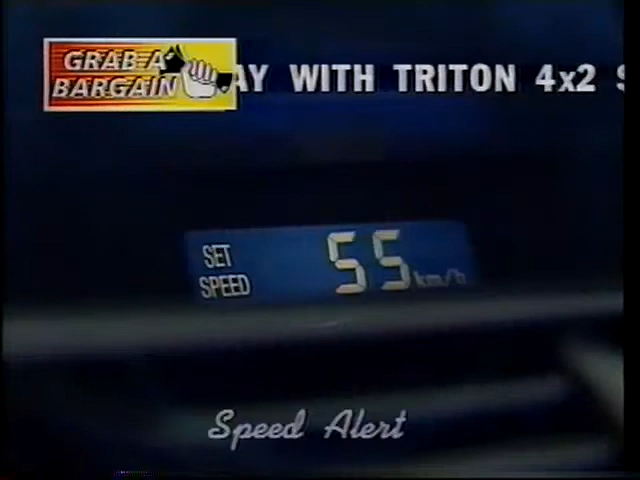 GRAB·A
BARGAIN
AY WITH TRITON 4x2
SET
SPEED
55 km/h
Speed Alert